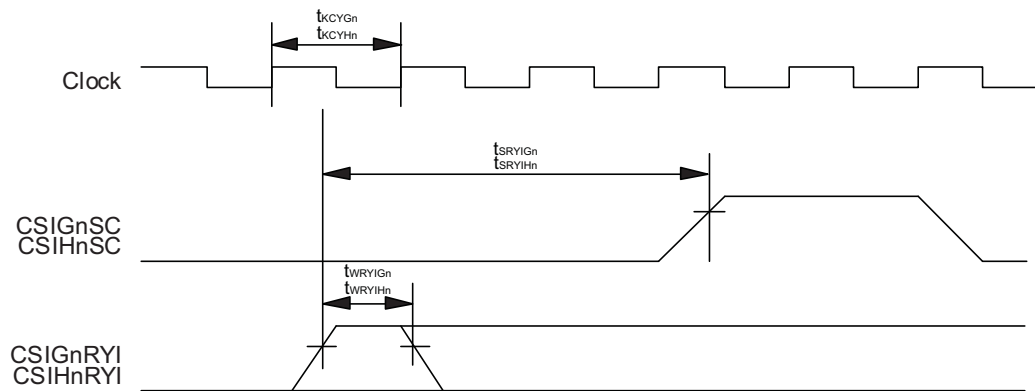 tKCYGn
tKCYHn
Clock
tSRYIGn
tSRYIHn
CSIGnSC
CSIHnSC
tWRYIGn
tWRYIHn
CSIGnRYI
CSIHnRYI